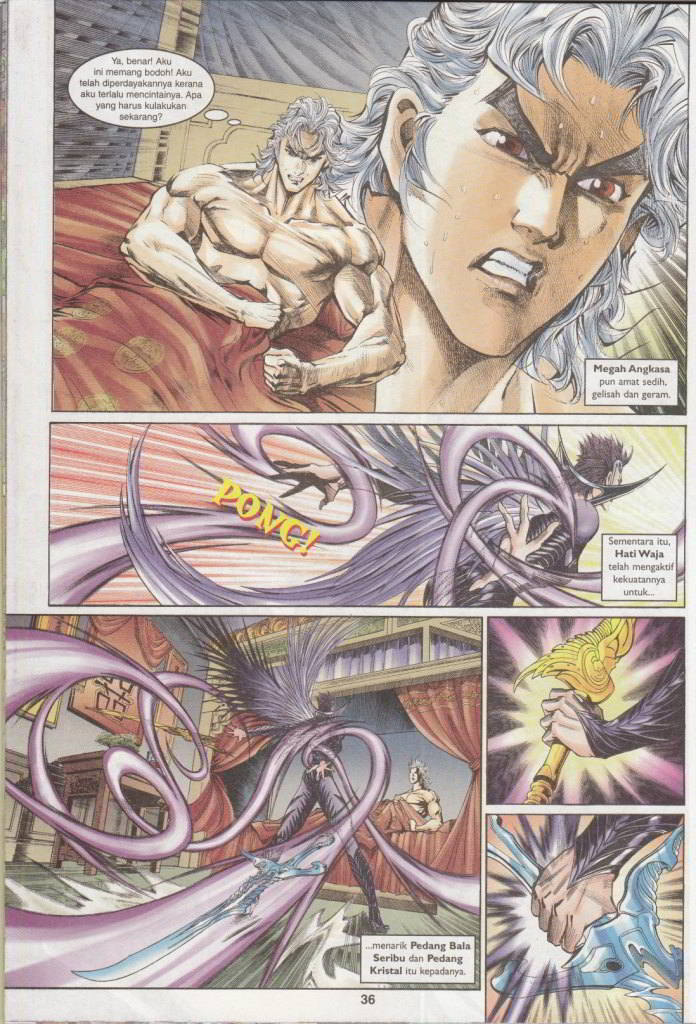 Ya, benar! Aku
ini memang bodoh! Aku
telah diperdayakannya kerana
aku terlalu mencintainya. Apa
yang harus kulakukan
sekarang?
Megah Angkasa
pun amat sedih,
gelisah dan geram.
PONG!
Sementara itu,
Hati Waja
telah mengaktif
kekuatannya
untuk...
...menarik Pedang Bala
Seribu dan Pedang
Kristal itu kepadanya.
36